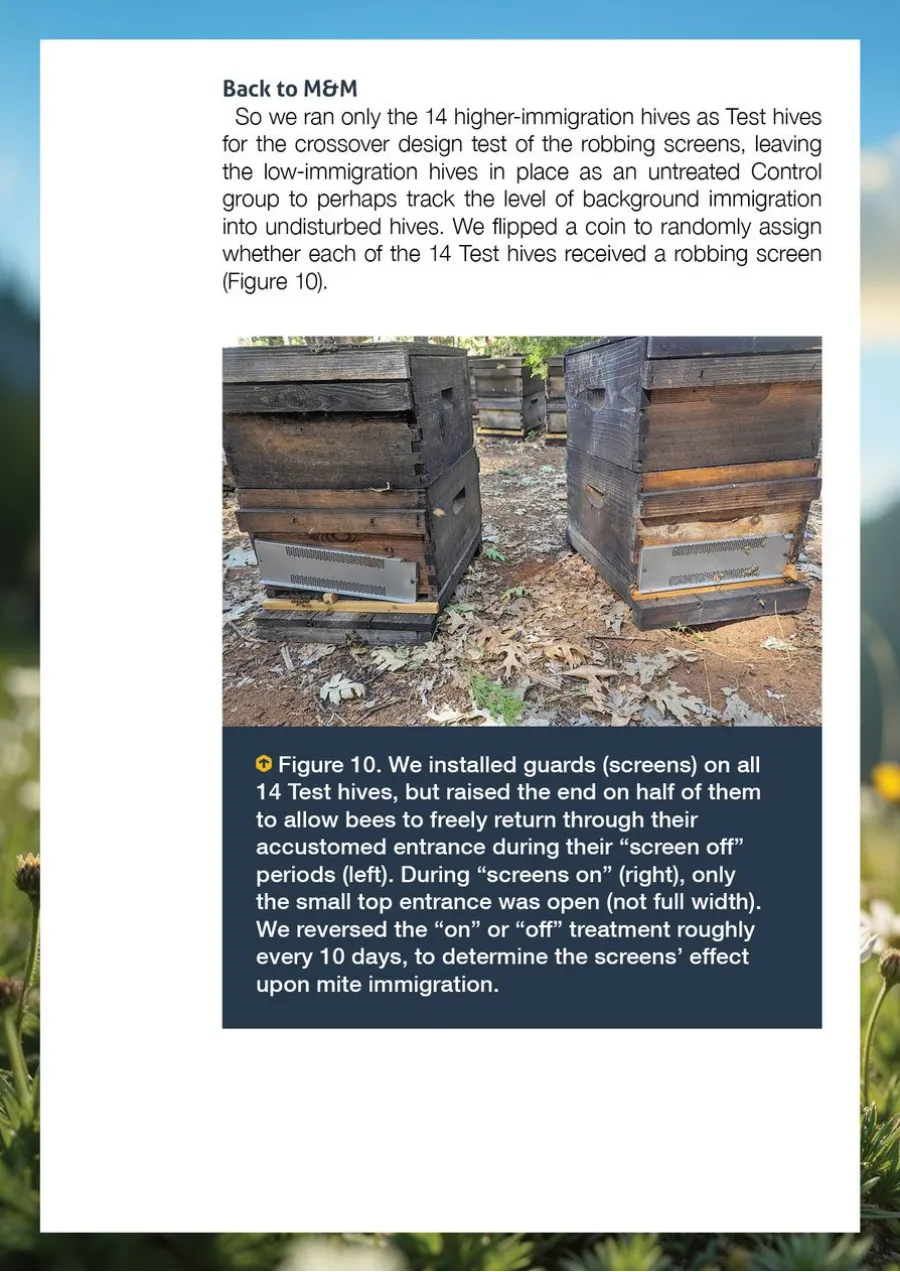 Back to M&M
So we ran only the 14 higher-immigration hives as Test hives
for the crossover design test of the robbing screens, leaving
the low-immigration hives in place as an untreated Control
group to perhaps track the level of background immigration
into undisturbed hives. We flipped a coin to randomly assign
whether each of the 14 Test hives received a robbing screen
(Figure 10).
Figure 10. We installed guards (screens) on all
14 Test hives, but raised the end on half of them
to allow bees to freely return through their
accustomed entrance during their “screen off”
periods (left). During “screens on” (right), only
the small top entrance was open (not full width).
We reversed the “on” or “off” treatment roughly
every 10 days, to determine the screens’ effect
upon mite immigration.